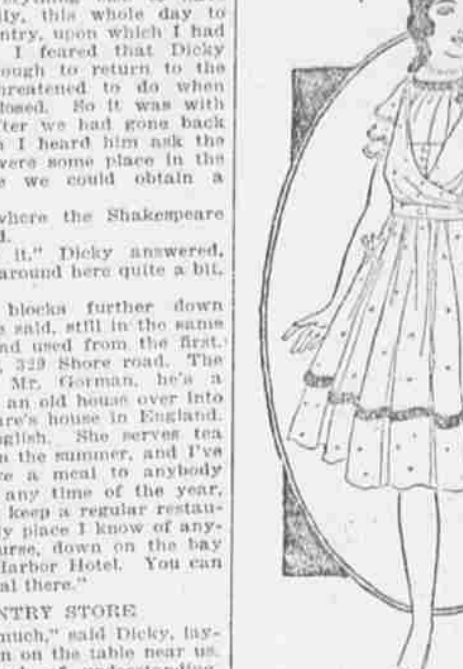 ily, this whole day to
ntry, upon which I had
I feared that Dicky
ough to return to the
hreatened to do when
losed. So it was with
fter we had gone back
I heard him ask the
were some place in the
e we could obtain a
where the Shakespeare
d.
it," Dicky answered,
around here quite a bit,
blocks further down
e said, still in the same
nd used from the first,
, 329 Shore road. The
Mr. Gorman, he's a
an old house over into
are's house in England.
nglish. She serves tea
n the summer, and I've
e a meal to anybody
any time of the year,
keep a regular restau-
ly place I know of any-
urse, down on the bay
Harbor Hotel. You can
al there."
NTRY STORE
much," said Dicky, lay-
n on the table near us.